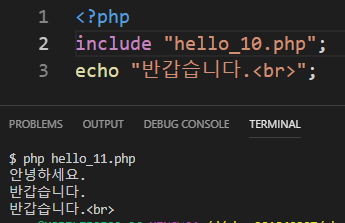 1 <?php
2 include "hello_10.php";
3 echo "반갑습니다.<br>";
PROBLEMS OUTPUT DEBUG CONSOLE TERMINAL
$ php hello_11.php
안녕하세요.
반갑습니다.
반갑습니다.<br>